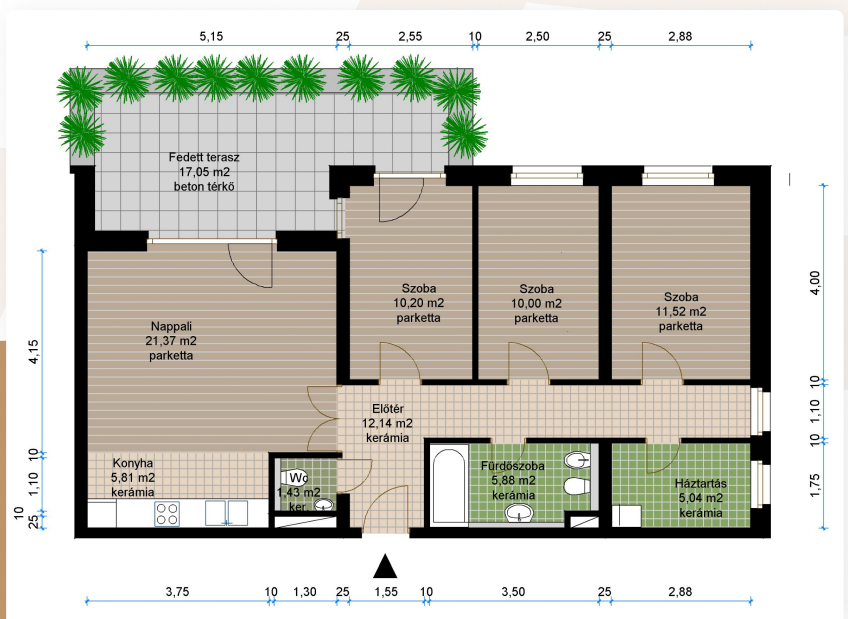 5,15 25 2,55 10 2,50 25 2,88
Fedett terasz
17,05 m2
beton térkő
Szoba
10,20 m2
parketta
Szoba
10,00 m2
parketta
Szoba
11,52 m2
parketta
4,00
Nappali
21,37 m2
parketta
4,15
Előtér
12,14 m2
kerámia
10
1,10
10
Konyha
5,81 m2
kerámia
10
1,10
10
25
Wc
1,43 m2
ker
Fürdőszoba
5,88 m2
kerámia
Háztartás
5,04 m2
kerámia
1,75
3,75 10 1,30 25 1,55 10 3,50 25 2,88